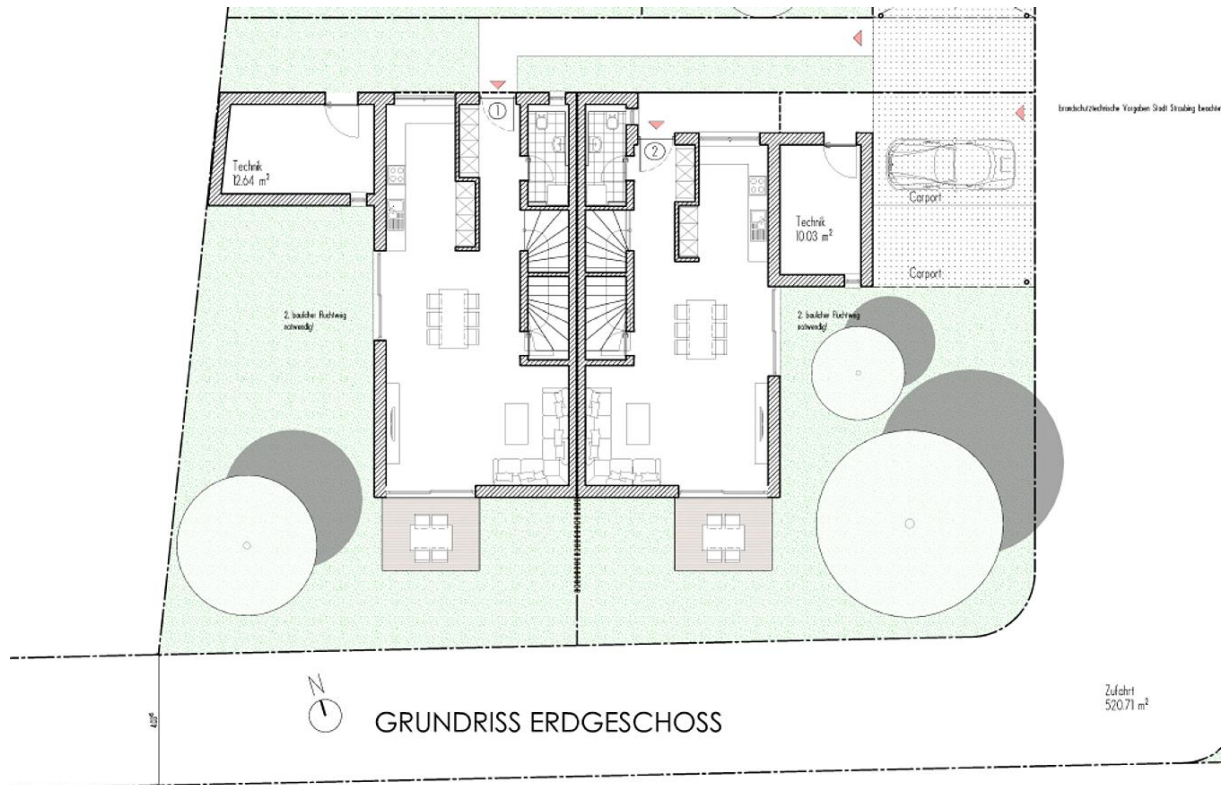 brandschutztechnische Vorgaben Stadt Straubing beachten
1
2
Technik
12.64 m²
Technik
10.03 m²
Carport
Carport
2. baulicher Fluchtweg
notwendig!
2. baulicher Fluchtweg
notwendig!
N
GRUNDRISS ERDGESCHOSS
Zufahrt
520.71 m²